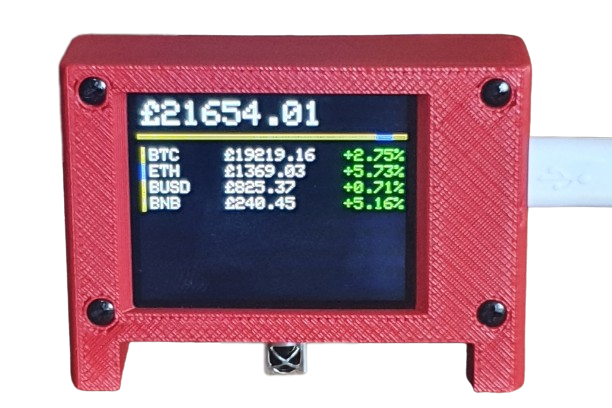 £21654.01
BTC £19219.16 +2.75%
ETH £1369.03 +5.73%
BUSD £825.37 +0.71%
BNB £240.45 +5.16%